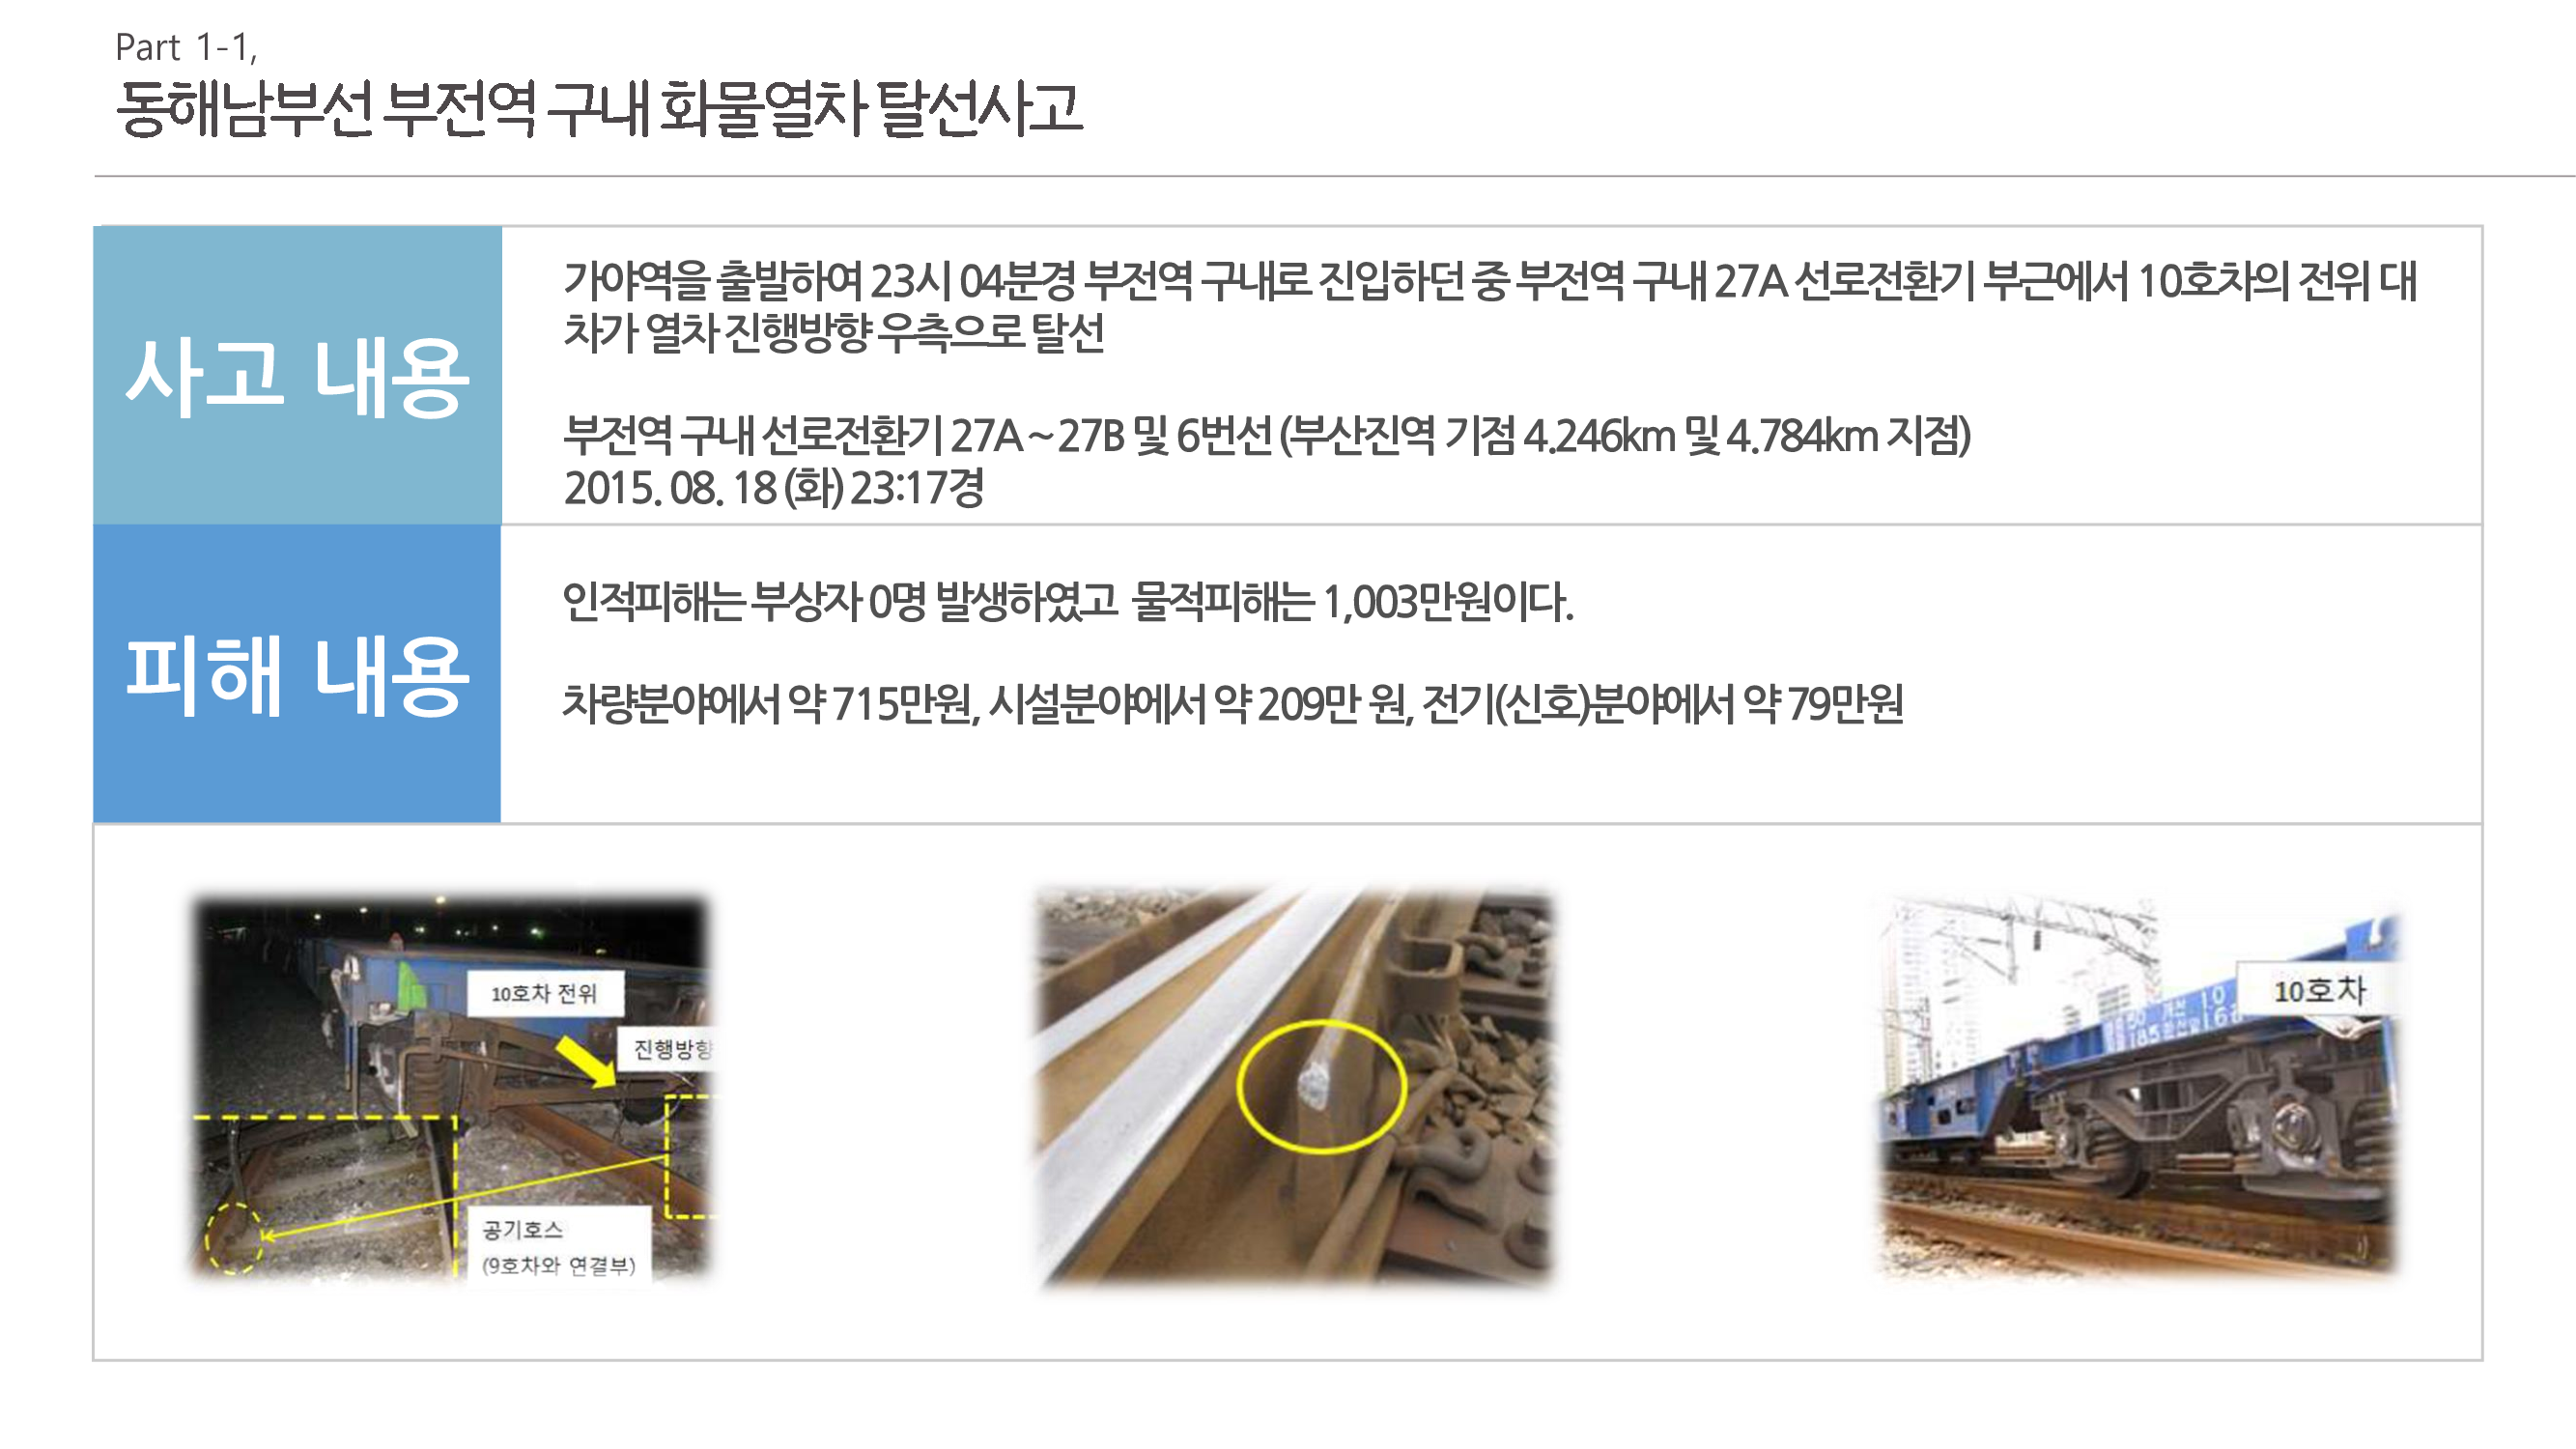 Part 1-1,
동해남부선 부전역 구내 화물열차 탈선사고
사고 내용
가야역을 출발하여 23시 04분경 부전역 구내로 진입하던 중 부전역 구내 27A 선로전환기 부근에서 10호차의 전위 대
차가 열차 진행방향 우측으로 탈선
부전역 구내 선로전환기 27A ~ 27B 및 6번선 (부산진역 기점 4.246km 및 4.784km 지점)
2015. 08. 18 (화) 23:17경
피해 내용
인적피해는 부상자 0명 발생하였고 물적피해는 1,003만원이다.
차량분야에서 약 715만원, 시설분야에서 약 209만 원, 전기(신호)분야에서 약 79만원
10호차 전위
진행방향
공기호스
(9호차와 연결부)
10호차